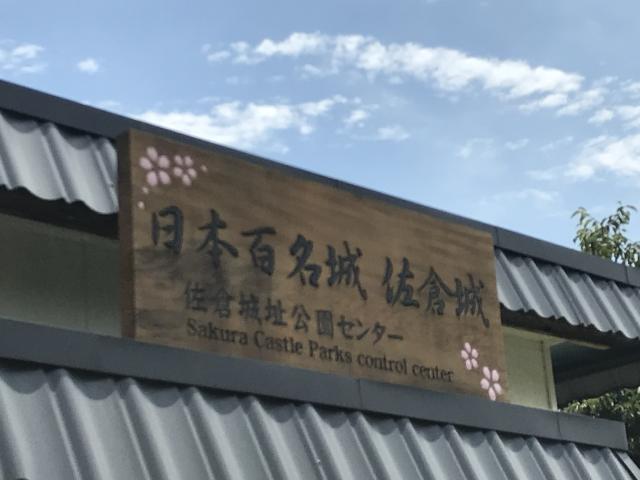 日本百名城 佐倉城
佐倉城址公園センター
Sakura Castle Parks control center